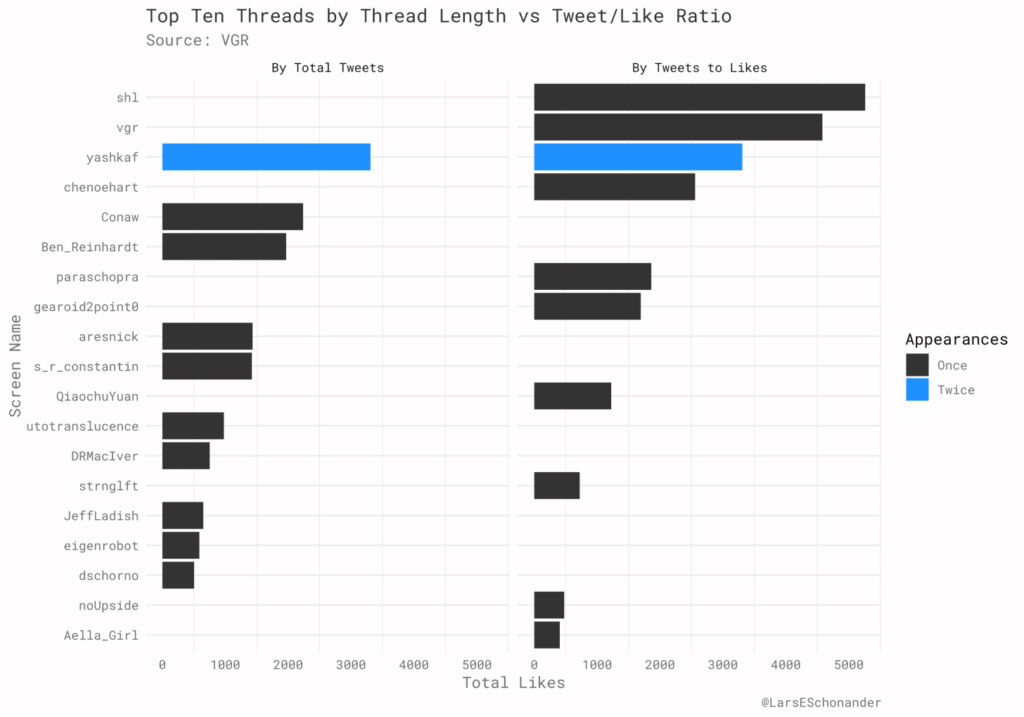 Top Ten Threads by Thread Length vs Tweet/Like Ratio
Source: VGR
By Total Tweets
By Tweets to Likes
shl
vgr
yashkaf
chenoehart
Conaw
Ben_Reinhardt
paraschopra
gearoid2point0
aresnick
s_r_constantin
QiaochuYuan
utotranslucence
DRMacIver
strnglft
JeffLadish
eigenrobot
dschorno
noUpside
Aella_Girl
Screen Name
0 1000 2000 3000 4000 5000
0 1000 2000 3000 4000 5000
Total Likes
Appearances
Once
Twice
@LarsESchonander